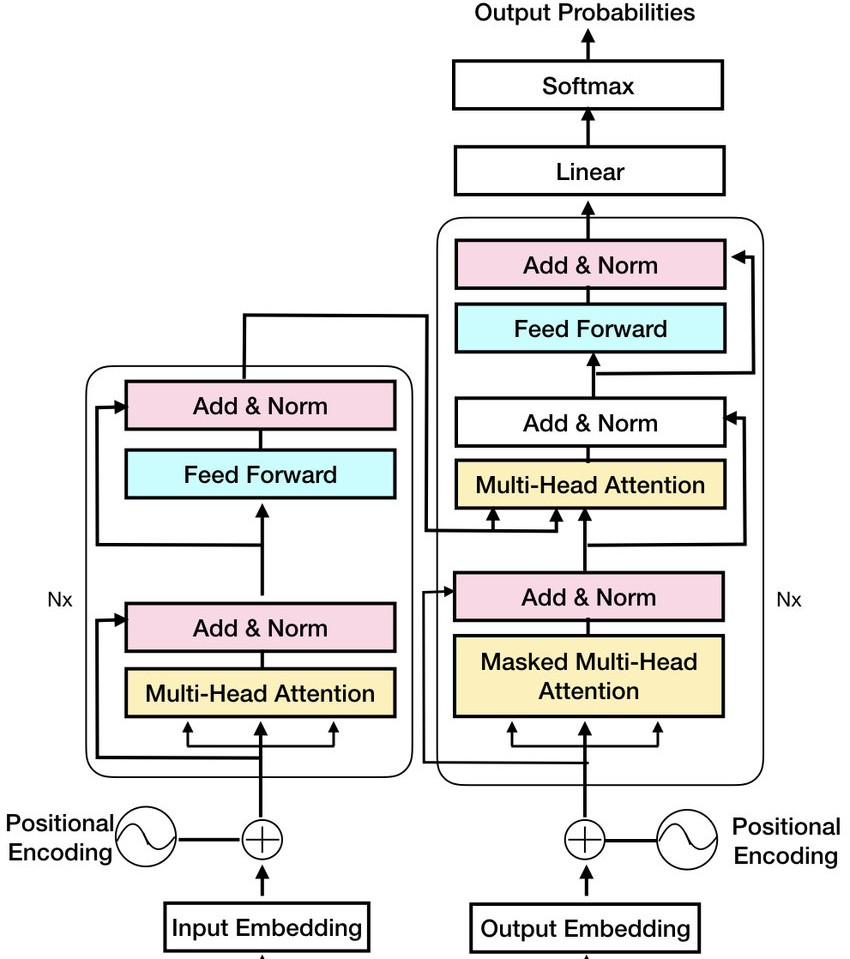 Output Probabilities
Softmax
Linear
Add & Norm
Feed Forward
Add & Norm
Multi-Head Attention
Add & Norm
Masked Multi-Head
Attention
Nx
Add & Norm
Feed Forward
Add & Norm
Multi-Head Attention
Nx
Positional
Encoding
Positional
Encoding
Input Embedding
Output Embedding